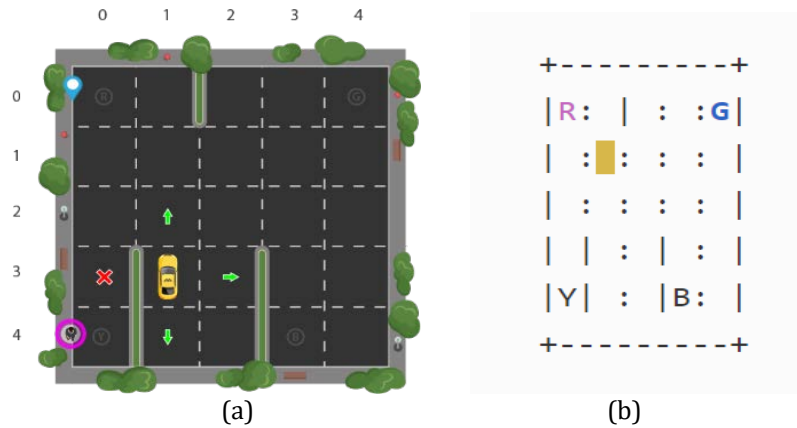 0 1 2 3 4
0
1
2
3
4
R
G
Y
B
(a)
+---------+
|R: | : :G|
| : : : : |
| : : : : |
| | : | : |
|Y| : |B: |
+---------+
(b)